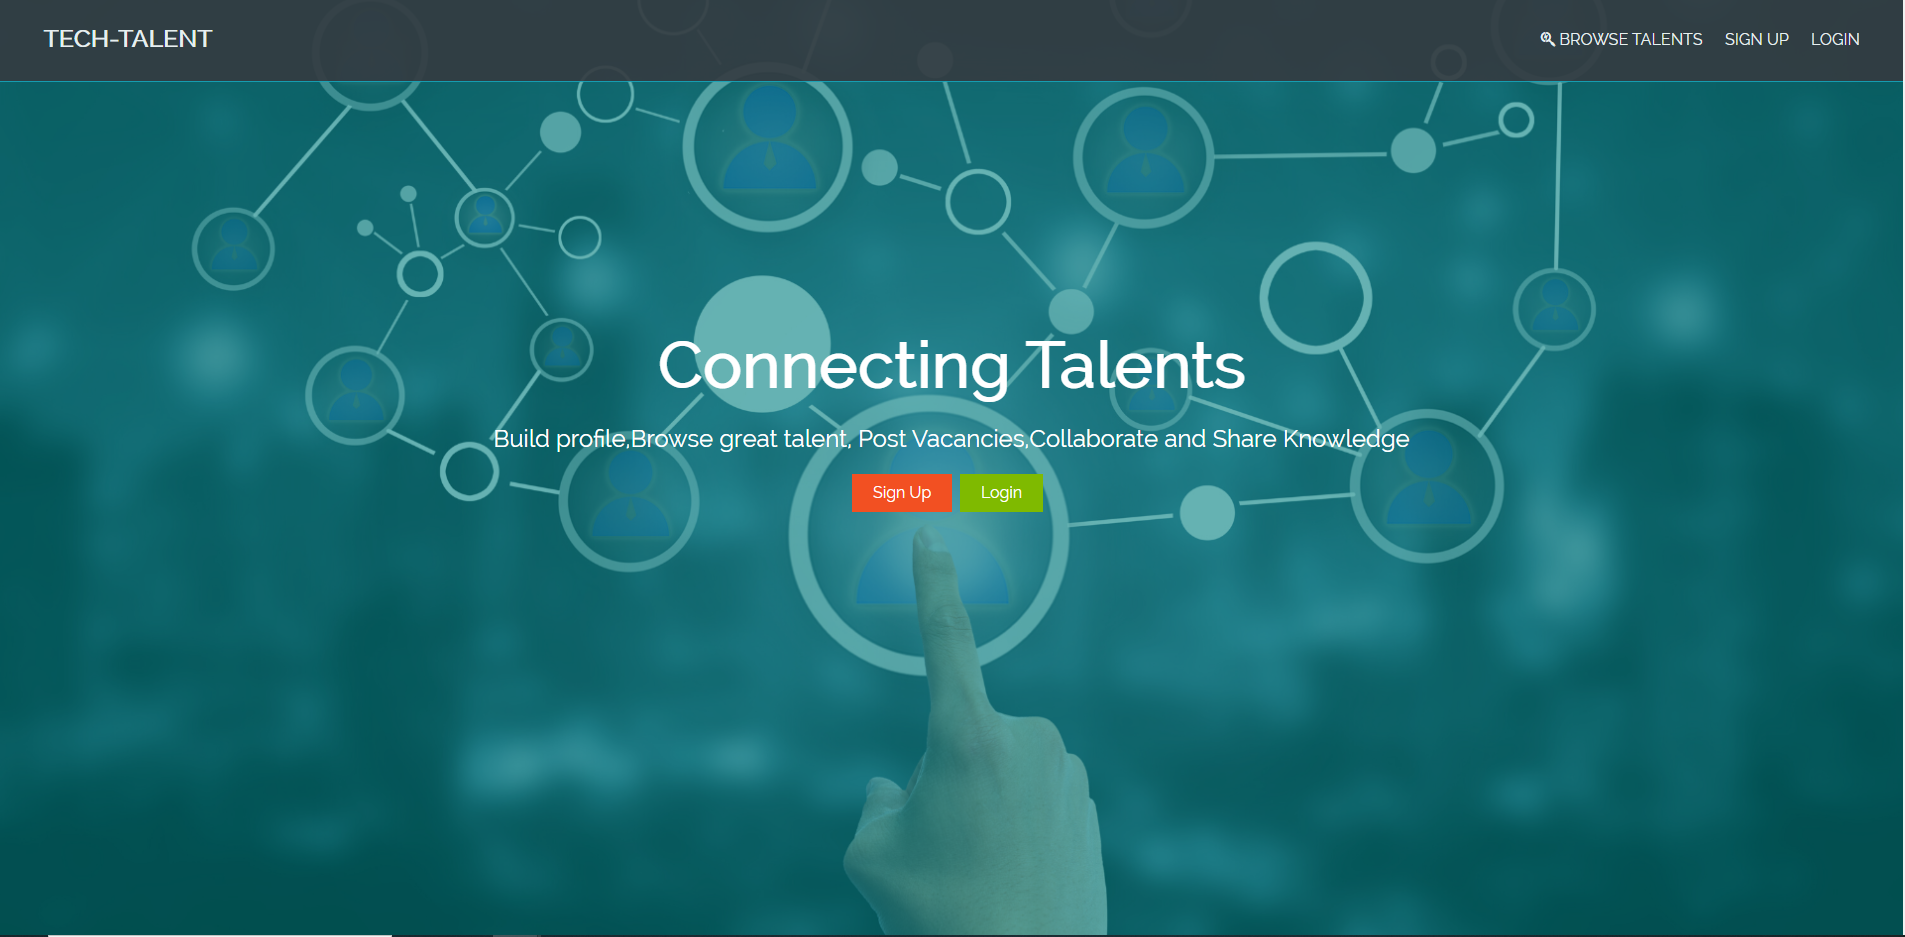 TECH-TALENT
BROWSE TALENTS SIGN UP LOGIN
Connecting Talents
Build profile,Browse great talent, Post Vacancies,Collaborate and Share Knowledge
Sign Up Login